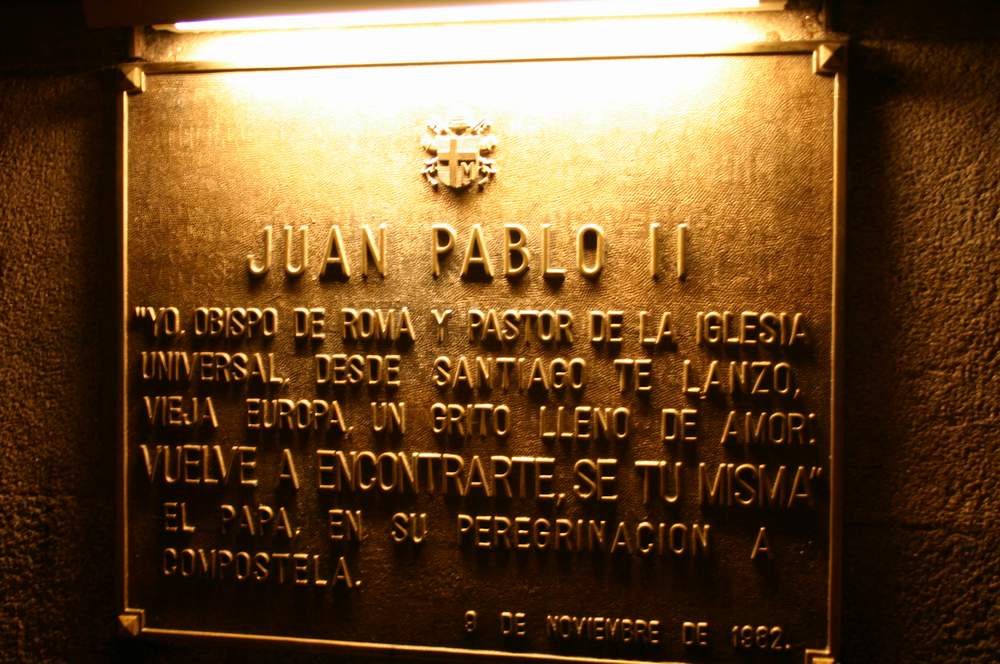 JUAN PABLO II
"YO, OBISPO DE ROMA Y PASTOR DE LA IGLESIA
UNIVERSAL, DESDE SANTIAGO TE LANZO,
VIEJA EUROPA, UN GRITO LLENO DE AMOR:
VUELVE A ENCONTRARTE, SE TU MISMA"
EL PAPA, EN SU PEREGRINACION A
COMPOSTELA.
9 DE NOVIEMBRE DE 1982.